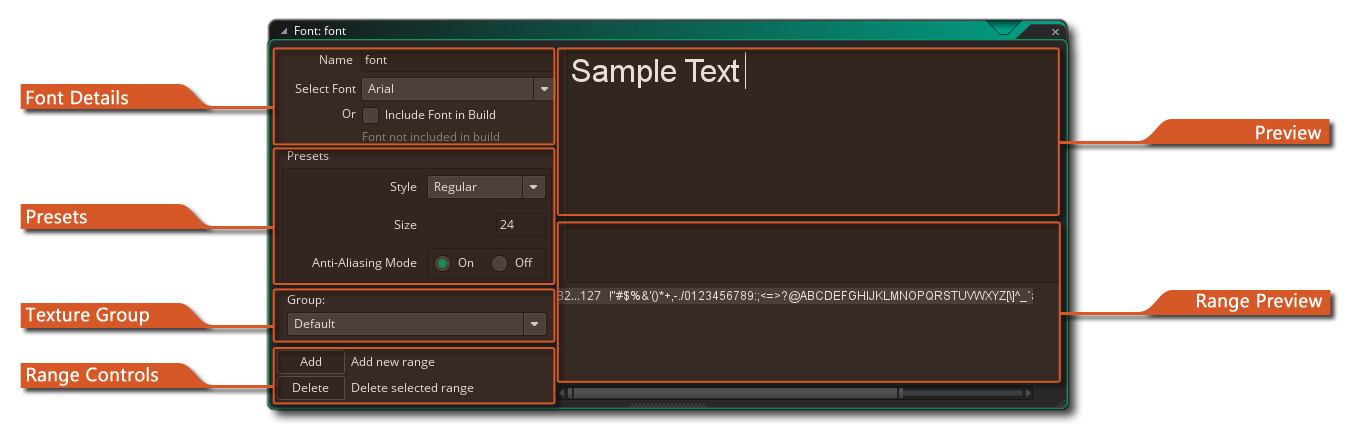 Font: font
Name font
Select Font Arial
Or Include Font in Build
Font not included in build
Presets
Style Regular
Size 24
Anti-Aliasing Mode On Off
Group:
Default
Add Add new range
Delete Delete selected range
Sample Text
32...127 !"#$%&'()*+,-./0123456789:;<=>?@ABCDEFGHIJKLMNOPQRSTUVWXYZ[\]^_`
Font Details
Presets
Texture Group
Range Controls
Preview
Range Preview